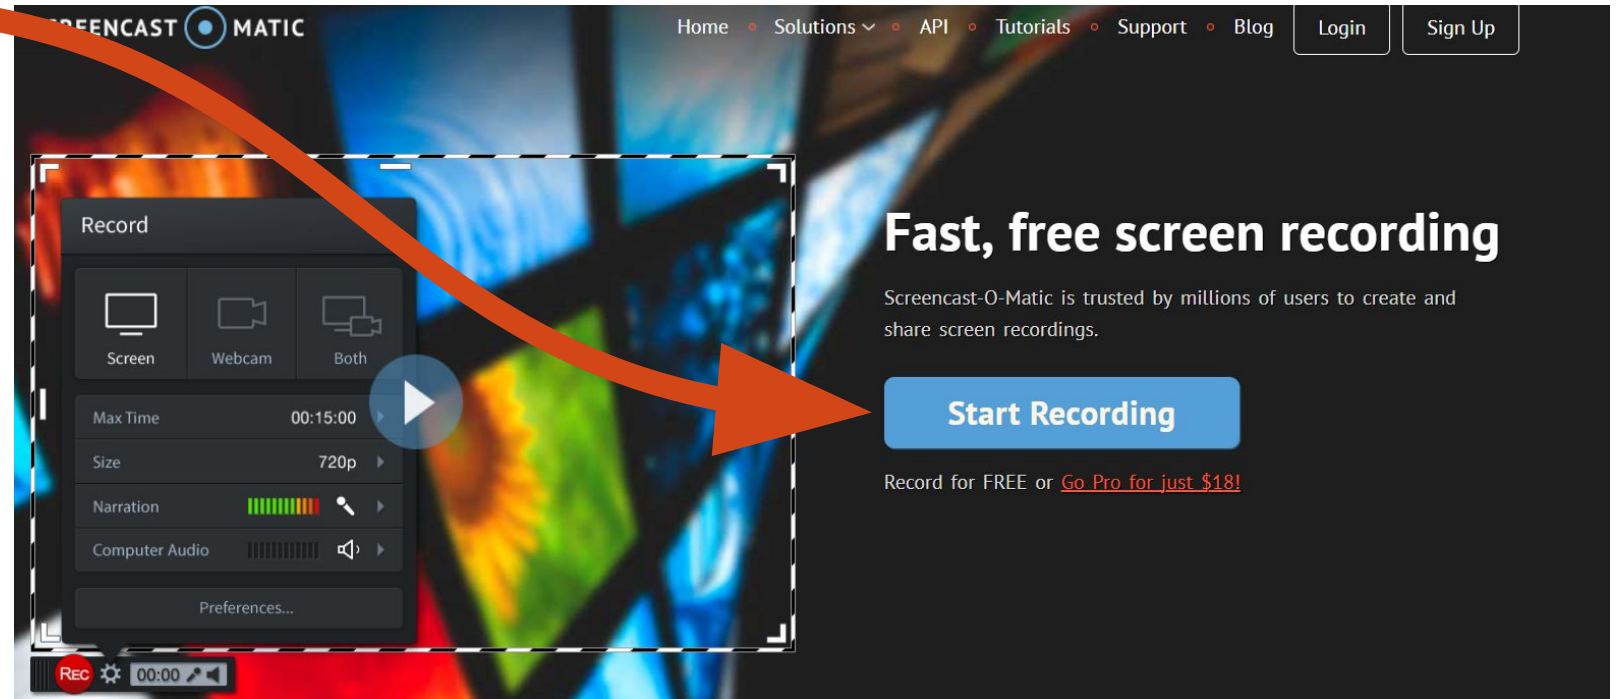 REENCAST MATIC
Home Solutions API Tutorials Support Blog Login Sign Up
Record
Screen Webcam Both
Max Time 00:15:00
Size 720p
Narration
Computer Audio
Preferences...
REC 00:00
Fast, free screen recording
Screencast-O-Matic is trusted by millions of users to create and
share screen recordings.
Start Recording
Record for FREE or Go Pro for just $18!